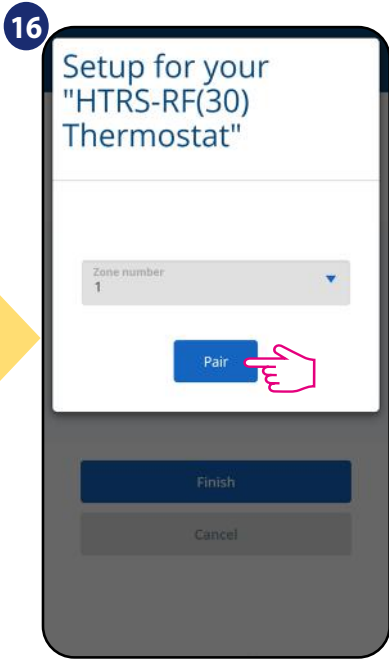 16
Setup for your
"HTRS-RF(30)
Thermostat"
Zone number
1
Pair
Finish
Cancel